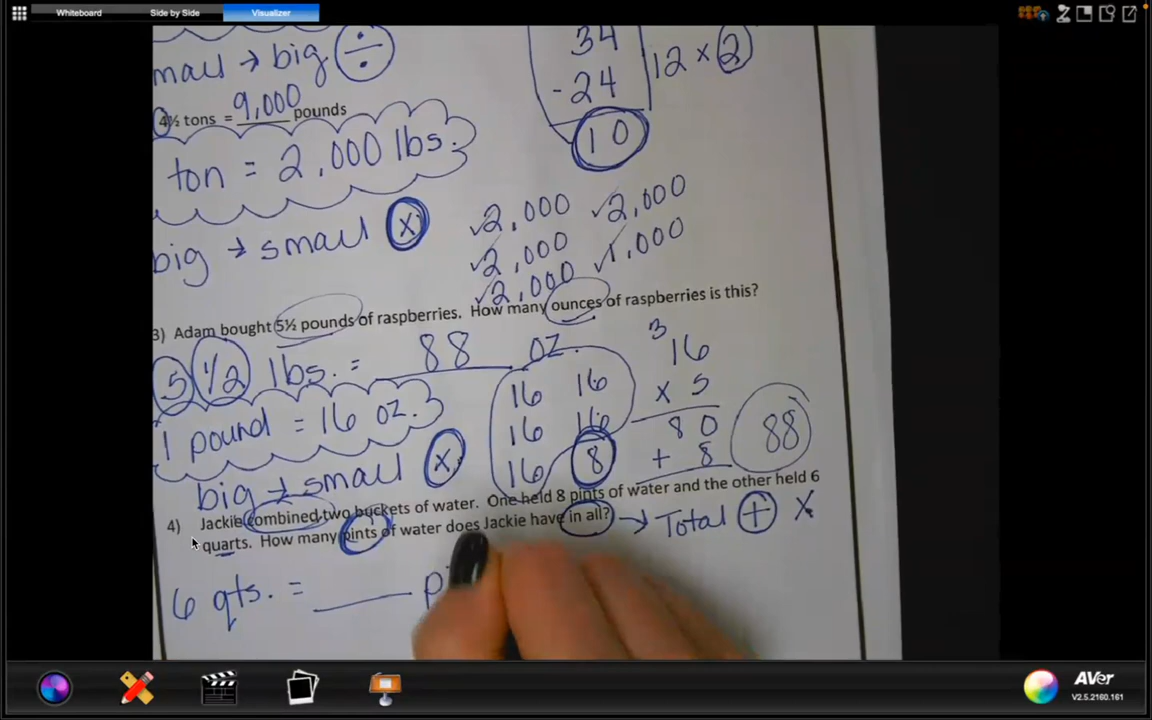 Whiteboard Side by Side Visualizer
mall → big ÷
34
- 24
10
12 x 2
4½ tons = 9,000 pounds
ton = 2,000 lbs.
big → small x
✓2,000 ✓2,000
✓2,000 ✓1,000
✓2,000
3) Adam bought 5½ pounds of raspberries. How many ounces of raspberries is this?
5 1/2 lbs. = 88 oz.
1 pound = 16 oz.
big → small x
16 16
16 16
16 8
3
16
x 5
80
+ 8
88
4) Jackie combined two buckets of water. One held 8 pints of water and the other held 6
quarts. How many pints of water does Jackie have in all? → Total + x
6 qts. = ____ p
AVer
V2.5.2160.161